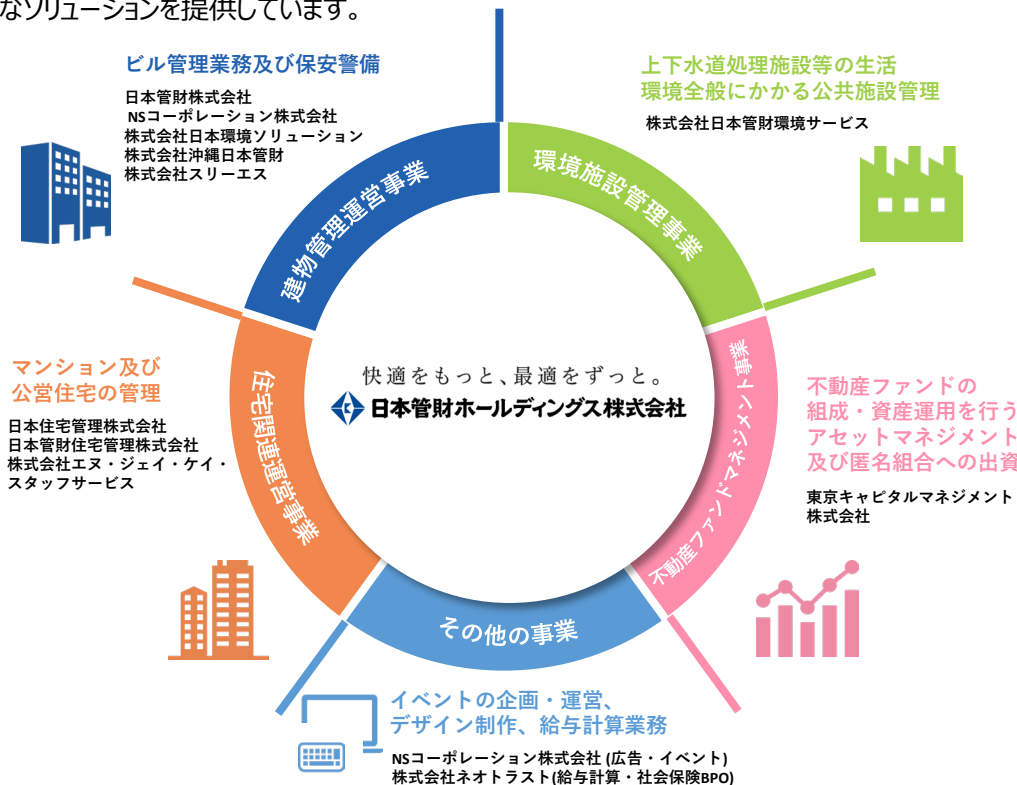 なソリューションを提供しています。
ビル管理業務及び保安警備
日本管財株式会社
NSコーポレーション株式会社
株式会社日本環境ソリューション
株式会社沖縄日本管財
株式会社スリーエス
上下水道処理施設等の生活
環境全般にかかる公共施設管理
株式会社日本管財環境サービス
建物管理運営事業
環境施設管理事業
マンション及び
公営住宅の管理
日本住宅管理株式会社
日本管財住宅管理株式会社
株式会社エヌ・ジェイ・ケイ・
スタッフサービス
住宅関連運営事業
快適をもっと、最適をずっと。
日本管財ホールディングス株式会社
不動産ファンドマネジメント事業
不動産ファンドの
組成・資産運用を行う
アセットマネジメント
及び匿名組合への出資
東京キャピタルマネジメント
株式会社
その他の事業
イベントの企画・運営、
デザイン制作、給与計算業務
NSコーポレーション株式会社 (広告・イベント)
株式会社ネオトラスト(給与計算・社会保険BPO)